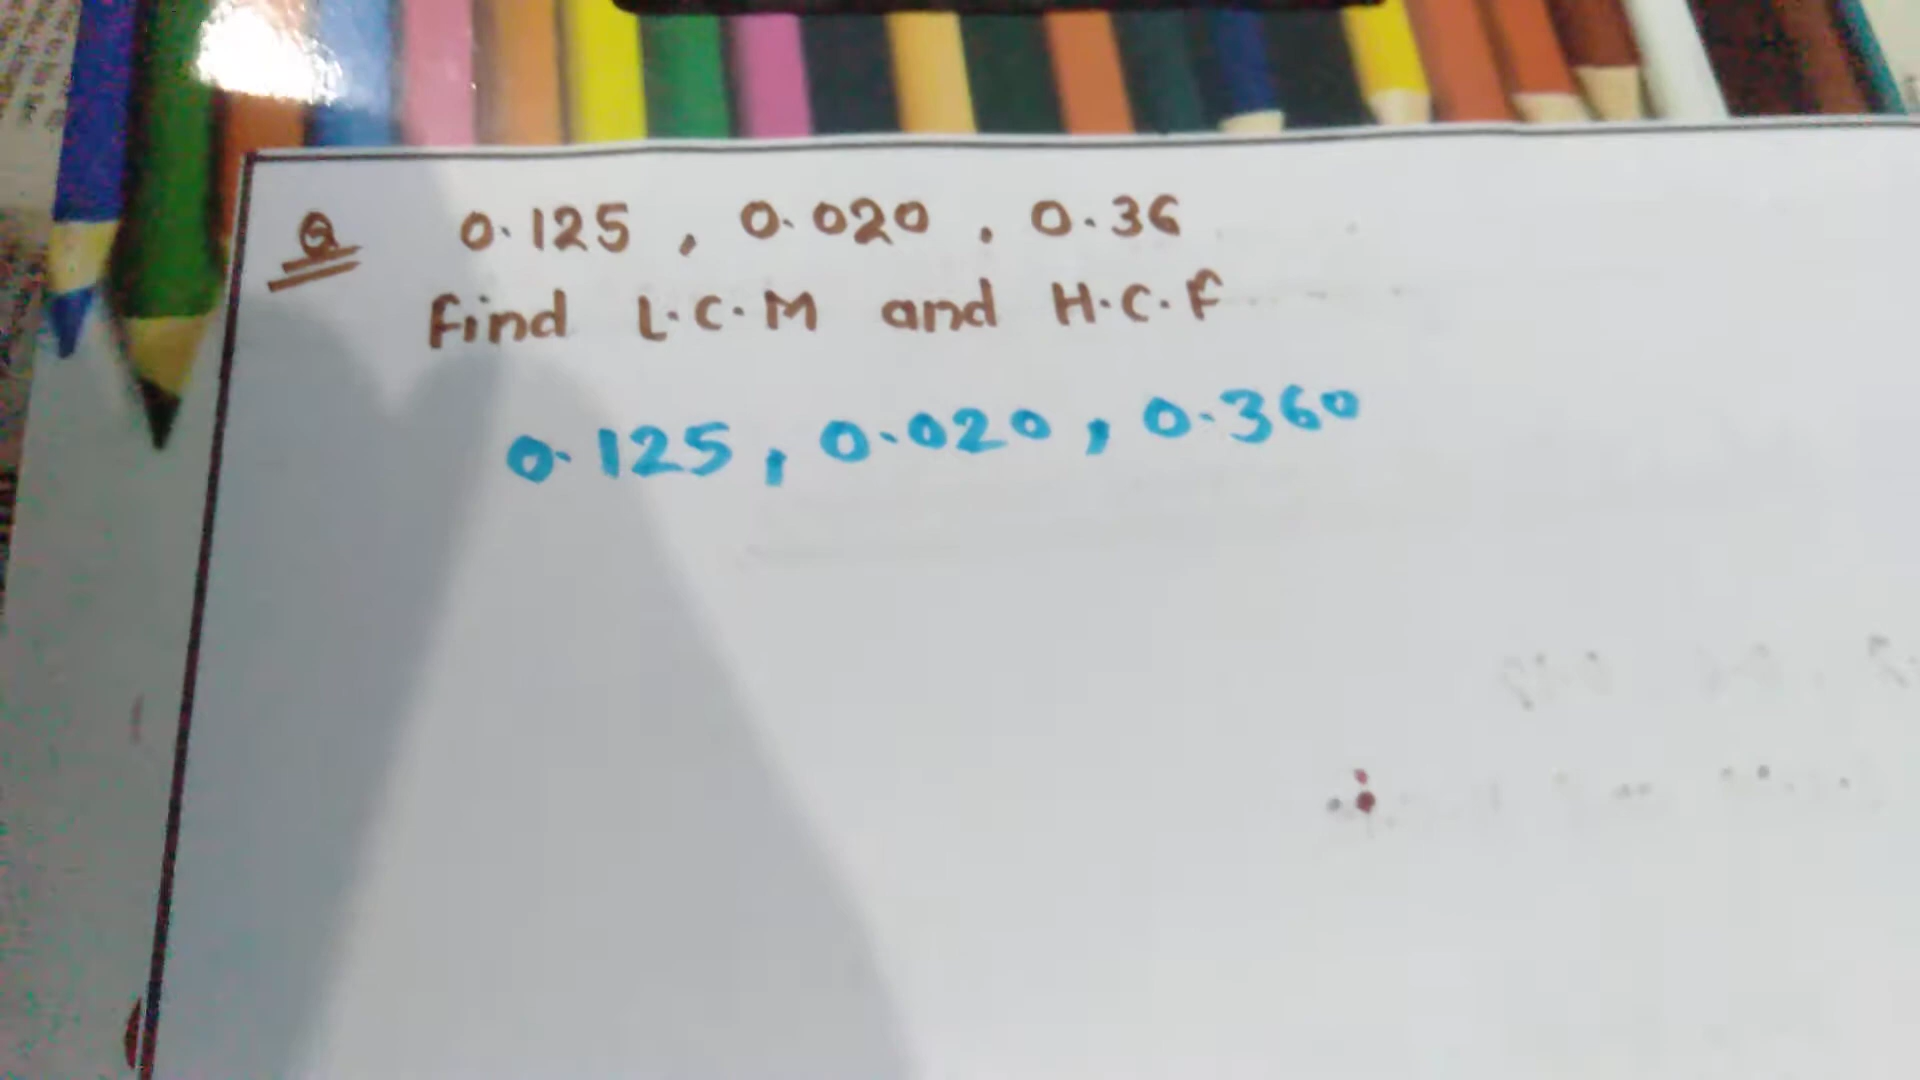 Q 0.125 , 0.020 , 0.36
Find L.C.M and H.C.F
0.125 , 0.020 , 0.360